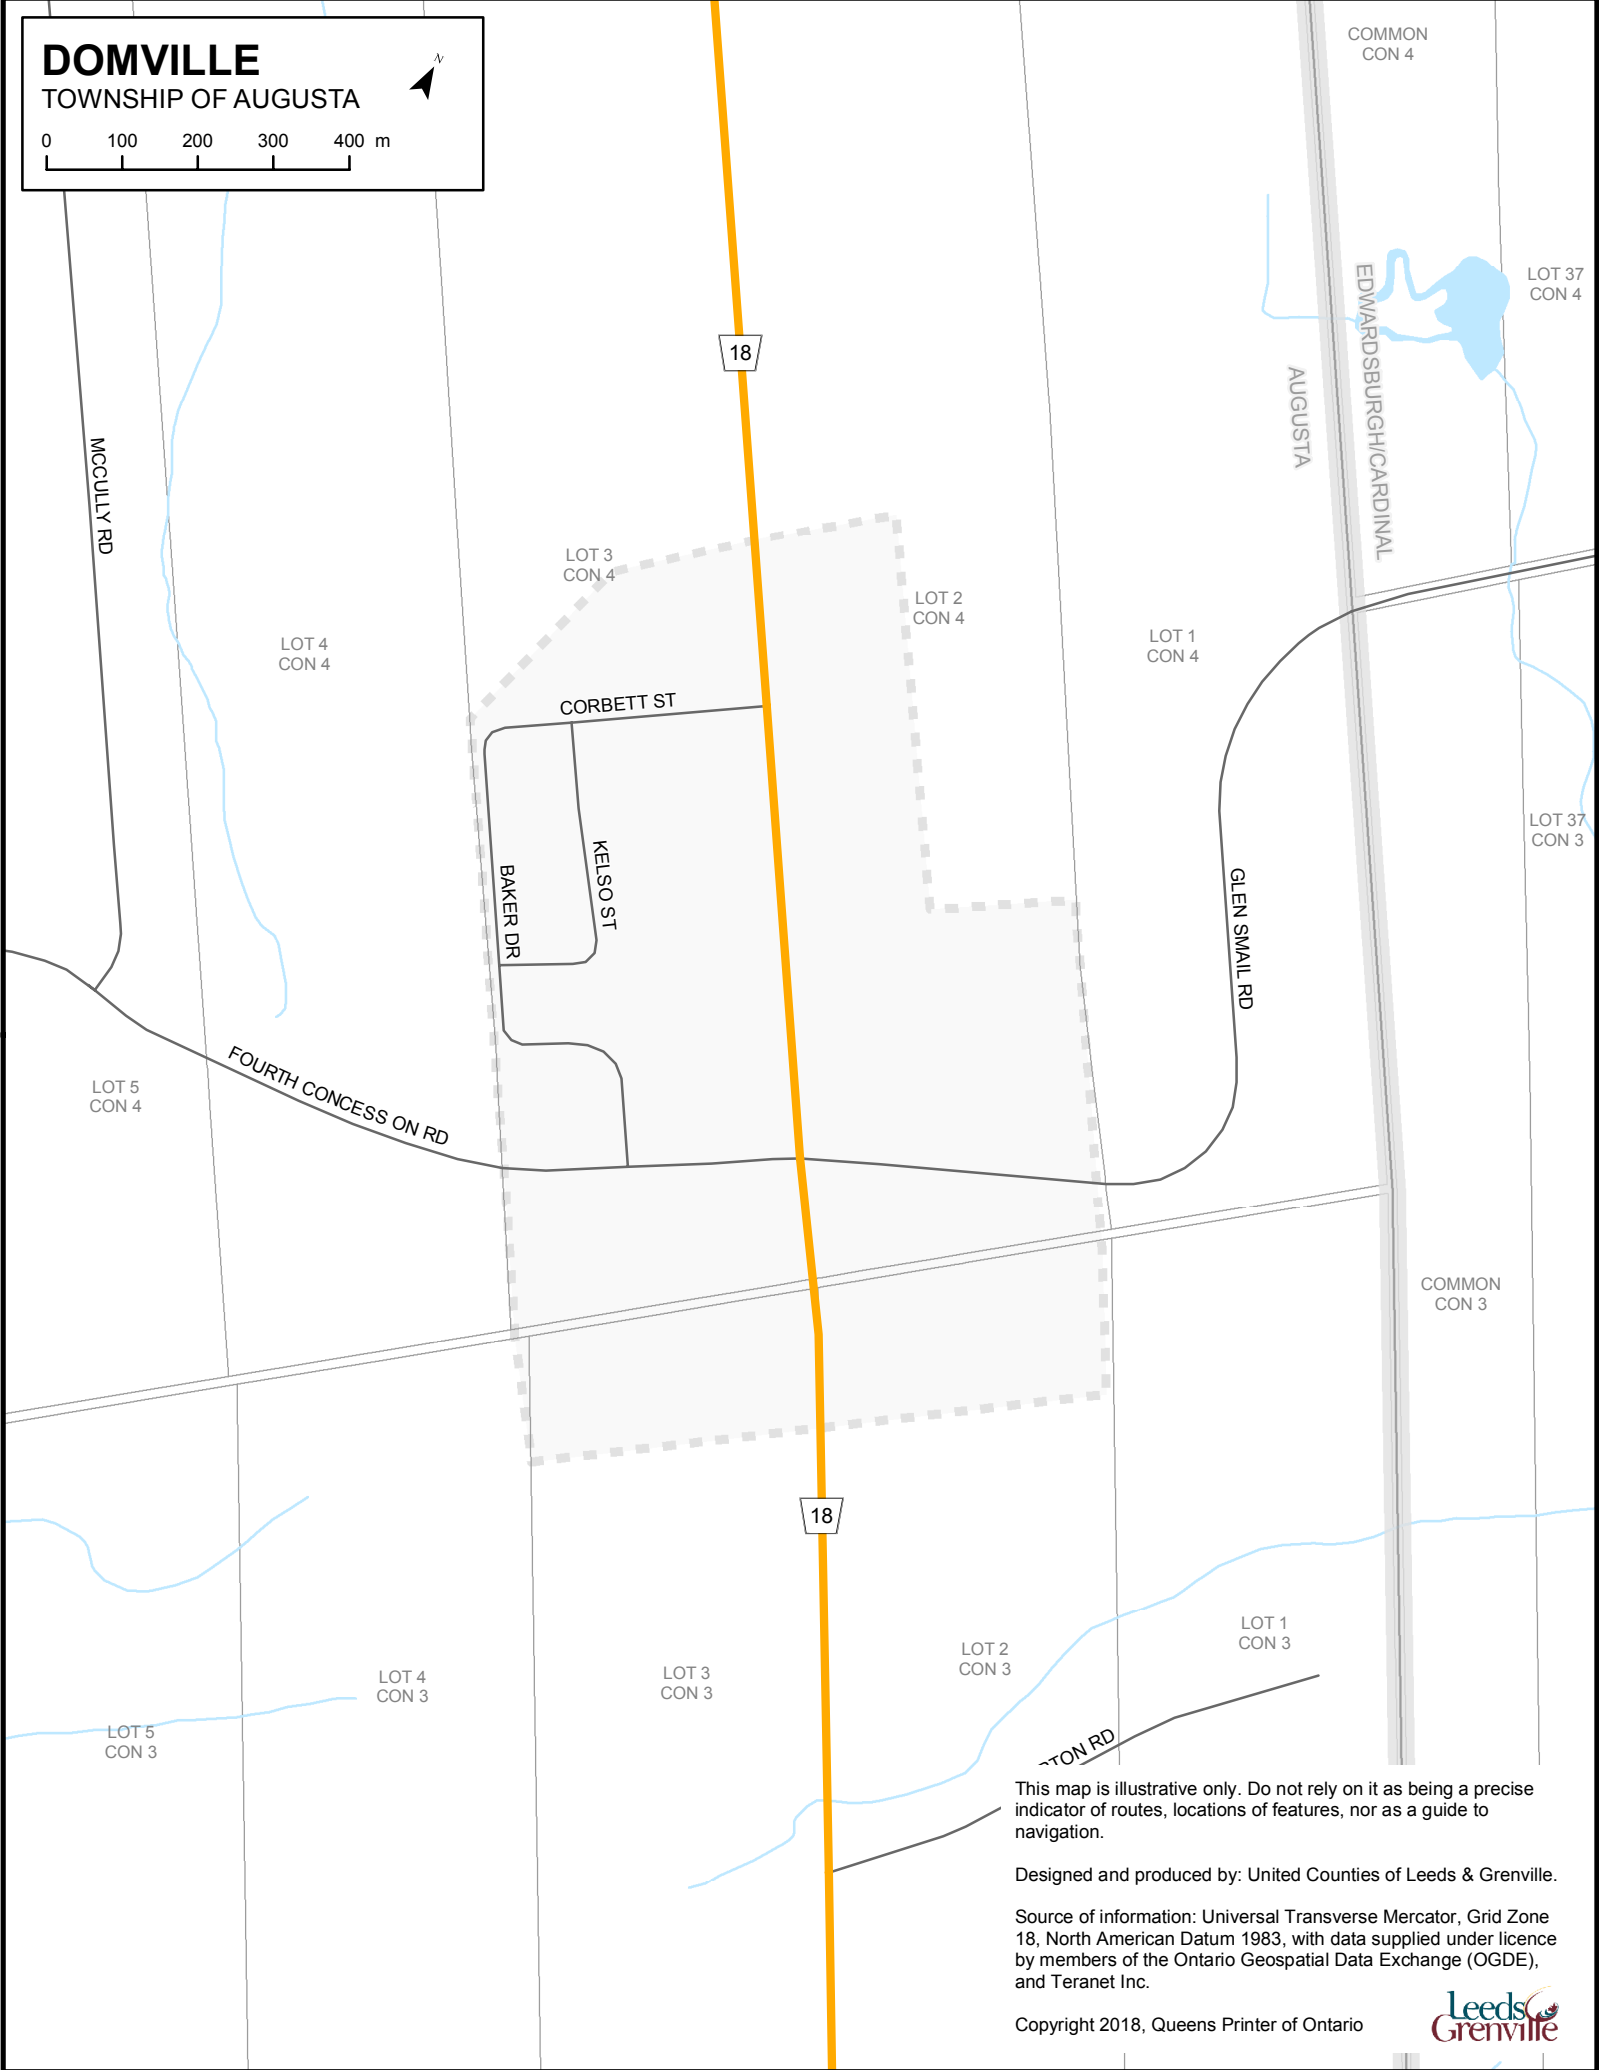 DOMVILLE
TOWNSHIP OF AUGUSTA
N
0 100 200 300 400 m
COMMON
CON 4
LOT 37
CON 4
18
EDWARDSBURGH/CARDINAL
AUGUSTA
MCCULLY RD
LOT 3
CON 4
LOT 2
CON 4
LOT 4
CON 4
LOT 1
CON 4
CORBETT ST
LOT 37
CON 3
KELSO ST
BAKER DR
GLEN SMAIL RD
FOURTH CONCESS ON RD
LOT 5
CON 4
COMMON
CON 3
18
LOT 1
CON 3
LOT 2
CON 3
LOT 3
CON 3
LOT 4
CON 3
LOT 5
CON 3
RTON RD
This map is illustrative only. Do not rely on it as being a precise
indicator of routes, locations of features, nor as a guide to
navigation.
Designed and produced by: United Counties of Leeds & Grenville.
Source of information: Universal Transverse Mercator, Grid Zone
18, North American Datum 1983, with data supplied under licence
by members of the Ontario Geospatial Data Exchange (OGDE),
and Teranet Inc.
Copyright 2018, Queens Printer of Ontario
Leeds
Grenville